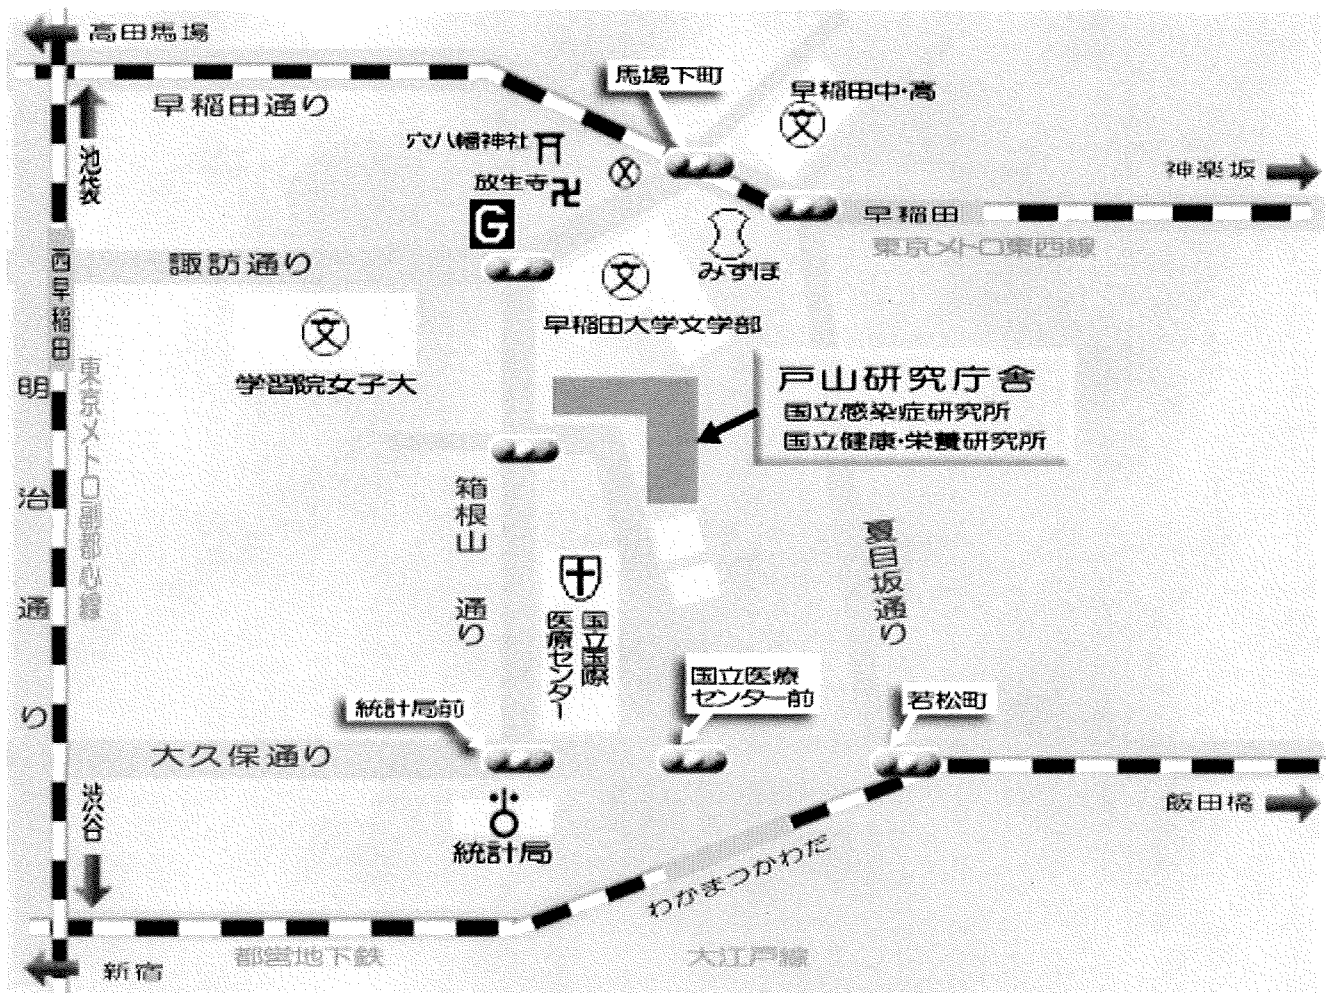 高田馬場
早稲田通り
馬場下町
早稲田中・高
文
穴八幡神社
放生寺
池袋
神楽坂
早稲田
東京メトロ東西線
G
みずほ
諏訪通り
西早稲田
文
早稲田大学文学部
文
学習院女子大
戸山研究庁舎
国立感染症研究所
国立健康・栄養研究所
明治通り
東京メトロ副都心線
箱根山通り
夏目坂通り
国立国際
医療センター
国立医療
センター前
統計局前
若松町
大久保通り
渋谷
飯田橋
統計局
わかまつかわだ
都営地下鉄
大江戸線
新宿